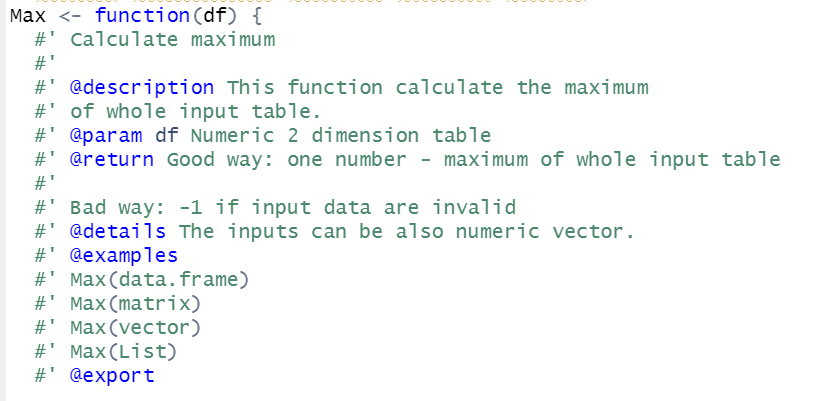 Max <- function(df) {
#' Calculate maximum
#'
#' @description This function calculate the maximum
#' of whole input table.
#' @param df Numeric 2 dimension table
#' @return Good way: one number - maximum of whole input table
#'
#' Bad way: -1 if input data are invalid
#' @details The inputs can be also numeric vector.
#' @examples
#' Max(data.frame)
#' Max(matrix)
#' Max(vector)
#' Max(List)
#' @export